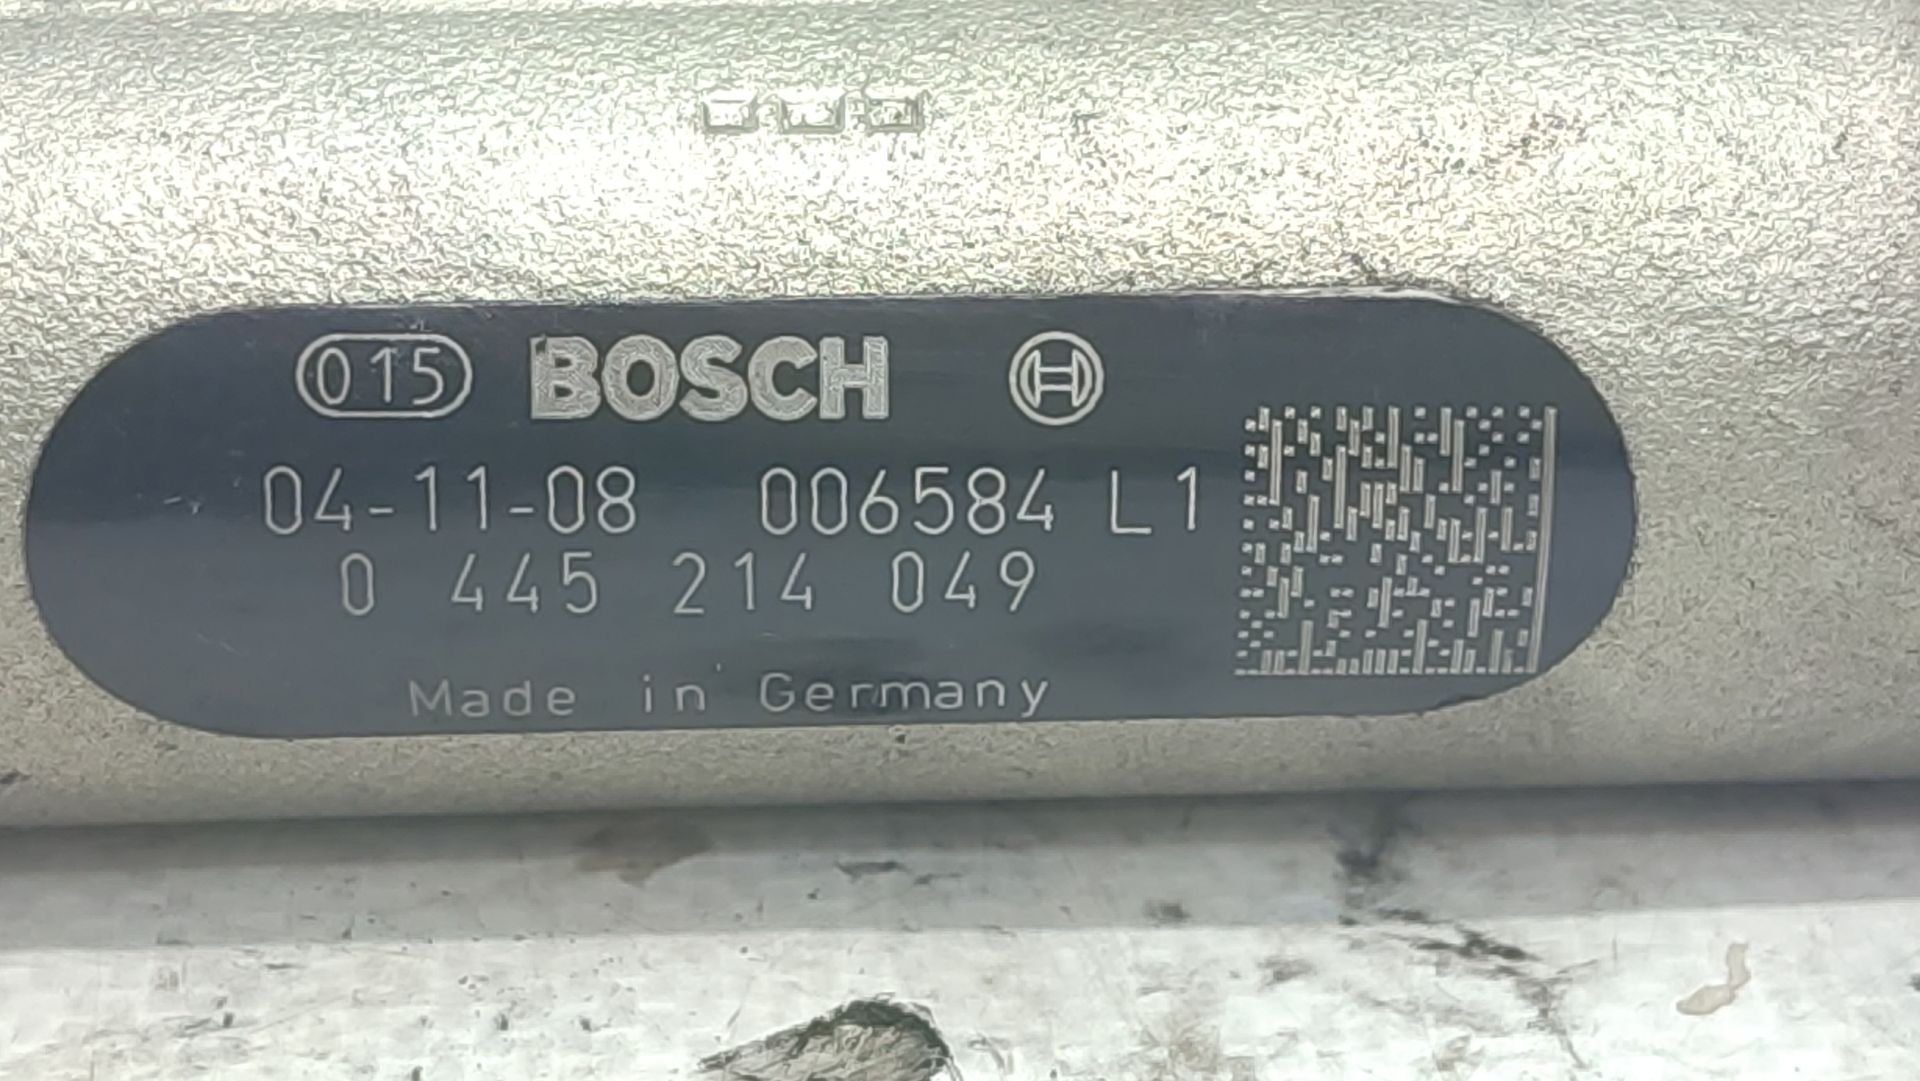 015 BOSCH
04-11-08 006584 L1
0 445 214 049
Made in Germany